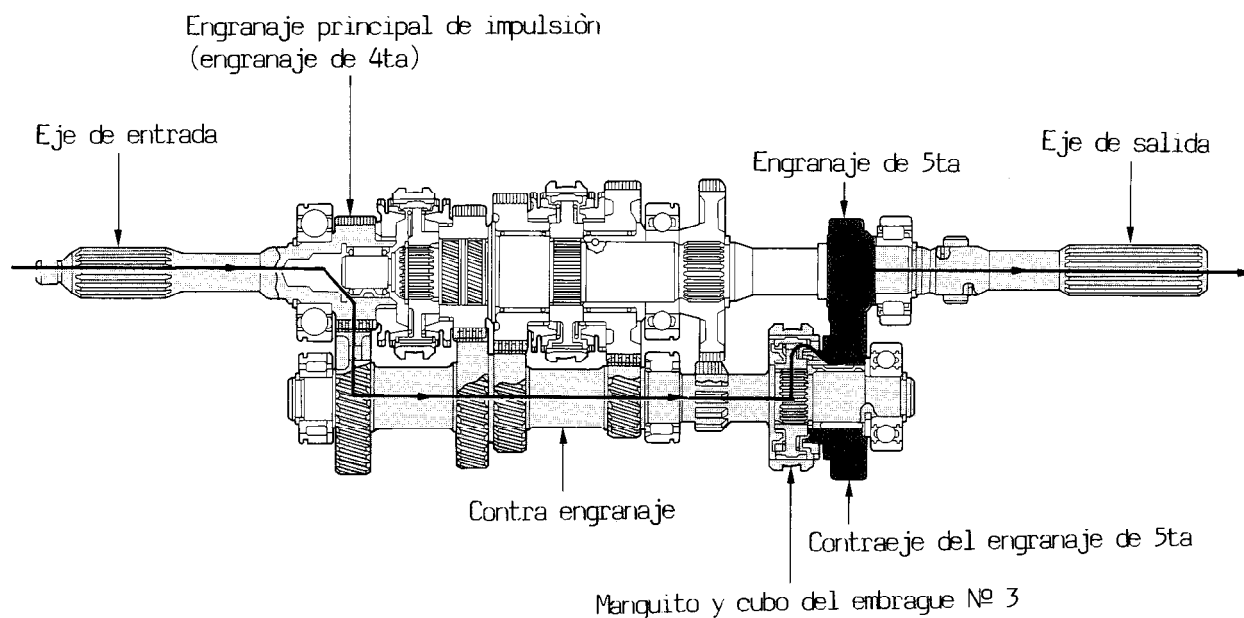 Engranaje principal de impulsiòn
(engranaje de 4ta)
Eje de entrada
Engranaje de 5ta
Eje de salida
Contra engranaje
Contraeje del engranaje de 5ta
Manguito y cubo del embrague Nº 3